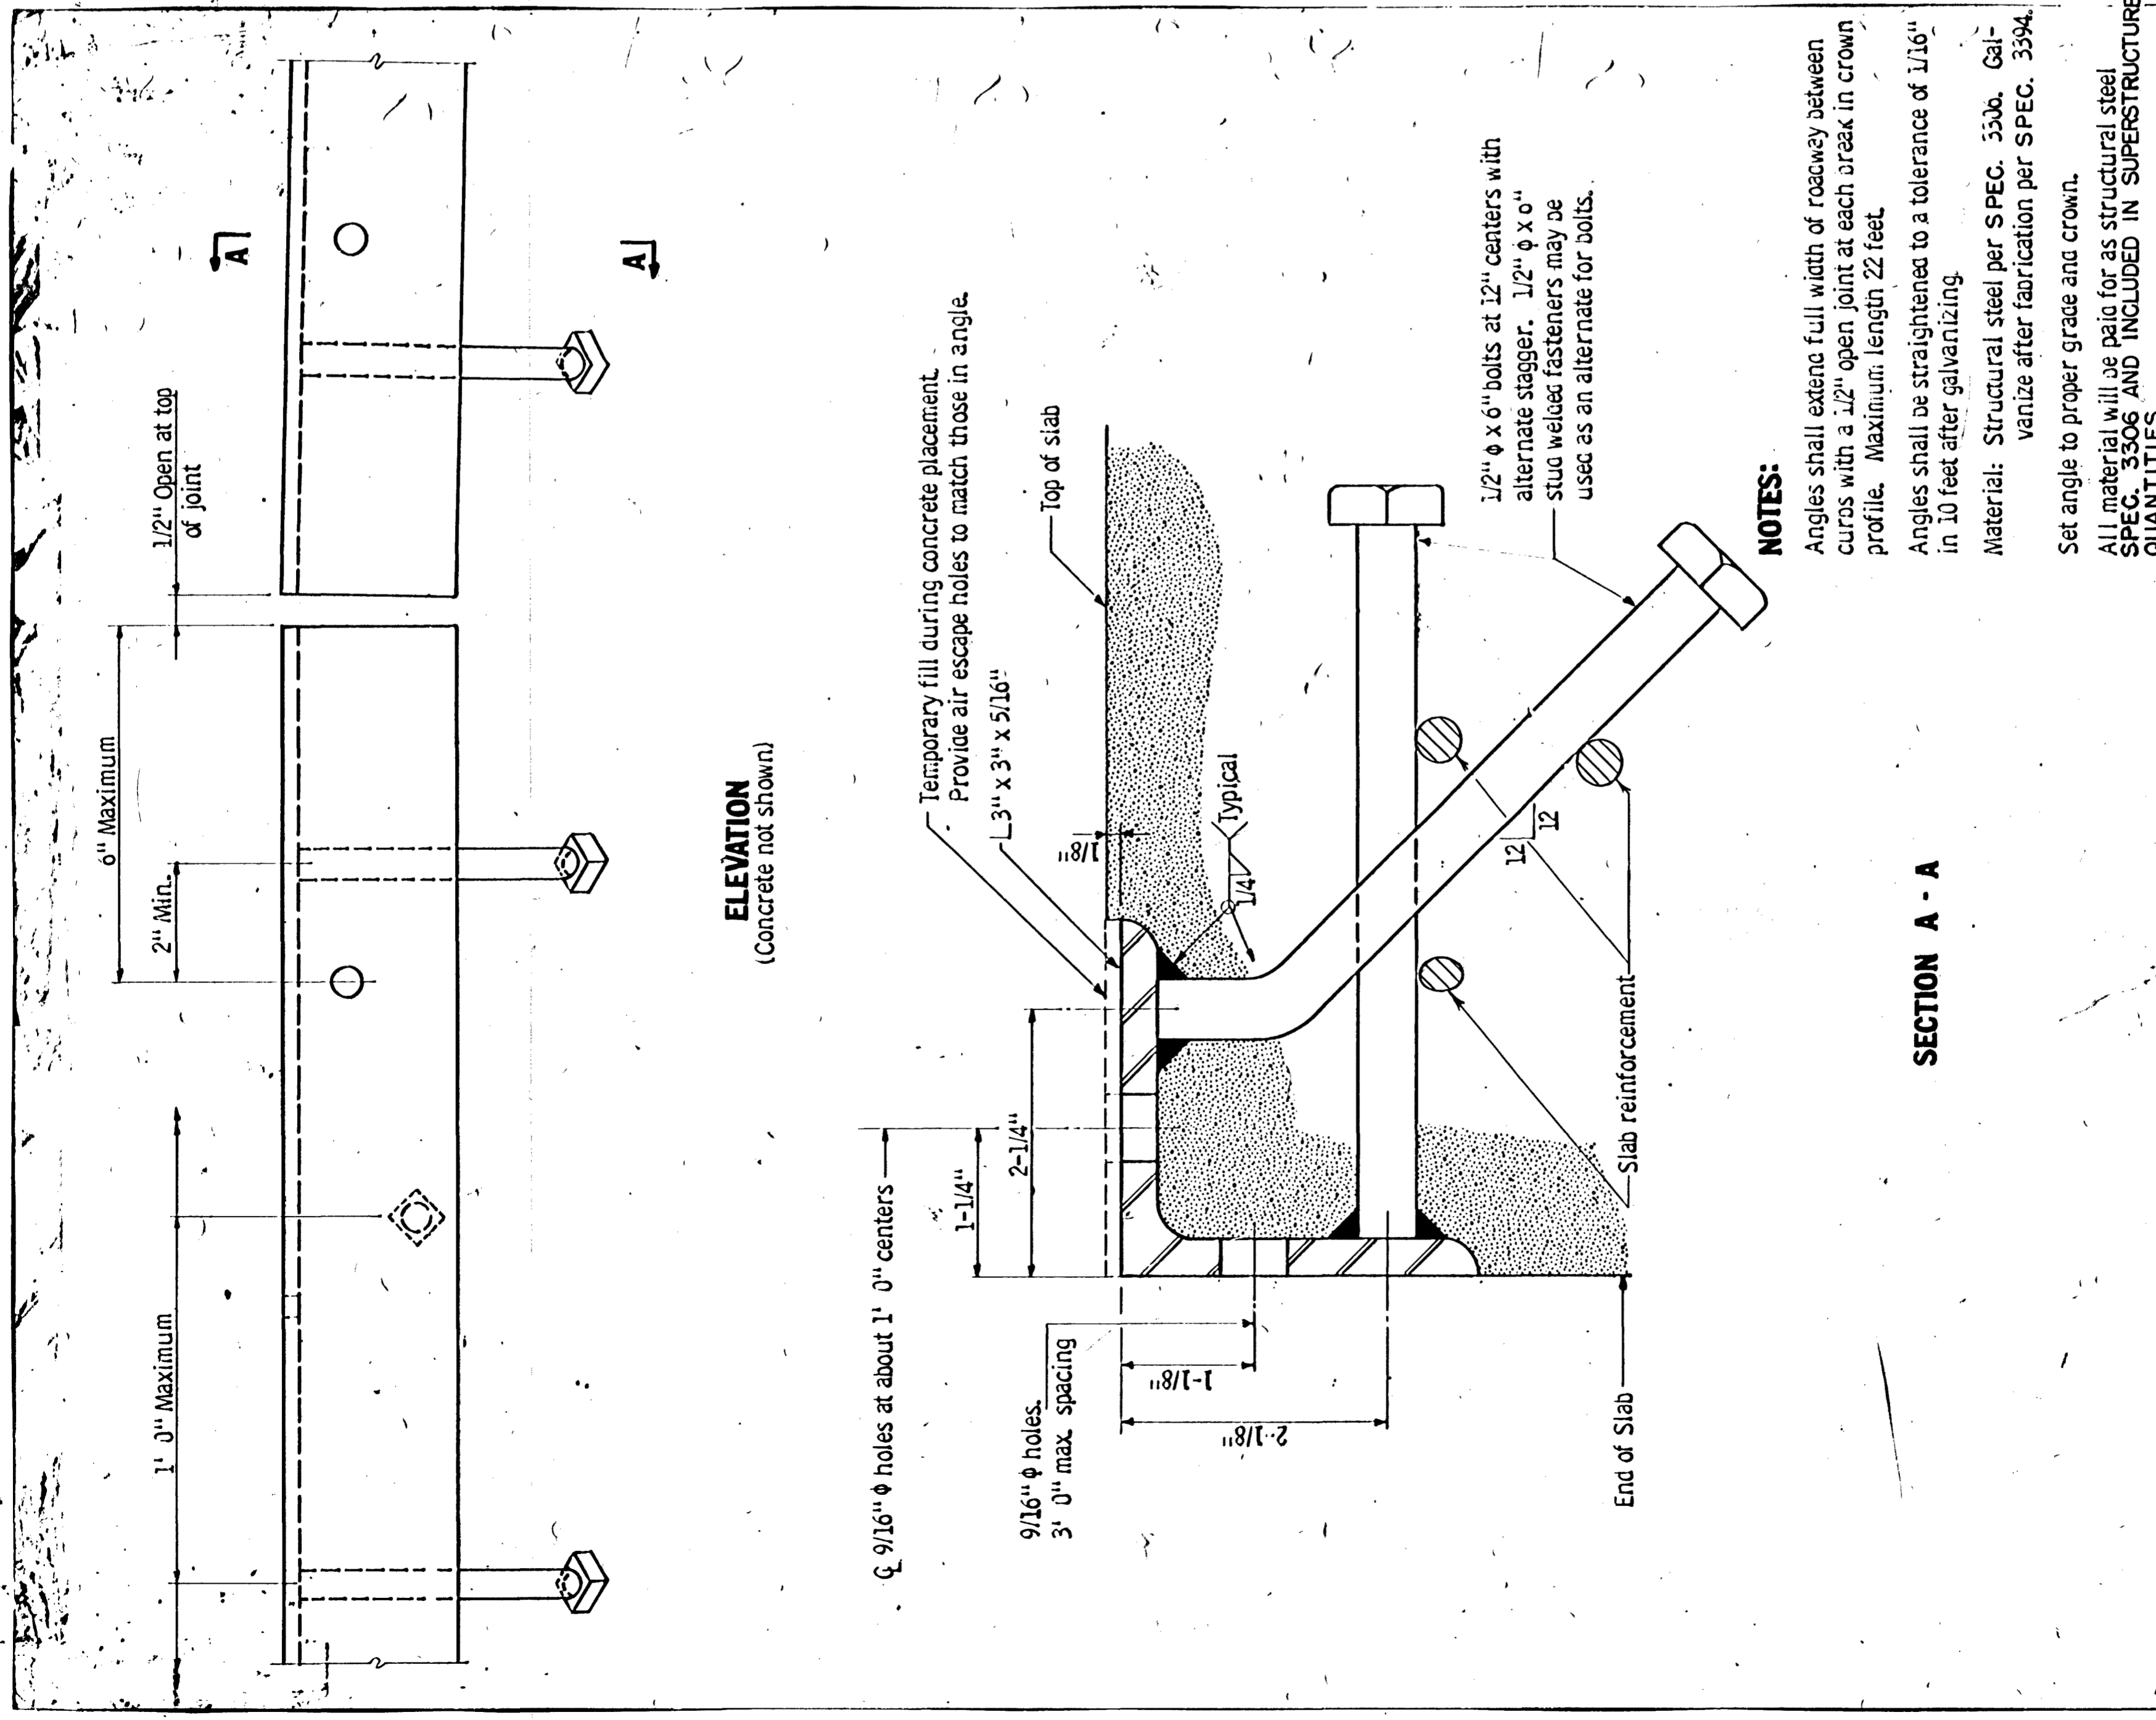 1/2" Open at top
of joint
6" Maximum
2" Min.
1' 0" Maximum
A
A
ELEVATION
(Concrete not shown)
Temporary fill during concrete placement.
Provide air escape holes to match those in angle.
L 3" x 3" x 5/16"
Top of slab
1/8"
Typical
1/4
℄ 9/16" ϕ holes at about 1' 0" centers
1-1/4"
2-1/4"
9/16" ϕ holes.
3' 0" max. spacing
1-1/8"
2-1/8"
1/2" ϕ x 6" bolts at 12" centers with
alternate stagger. 1/2" ϕ x 6"
stud welded fasteners may be
used as an alternate for bolts.
12
12
Slab reinforcement
End of Slab
SECTION A - A
NOTES:
Angles shall extend full width of roadway between
curbs with a 1/2" open joint at each break in crown
profile. Maximum length 22 feet.
Angles shall be straightened to a tolerance of 1/16"
in 10 feet after galvanizing.
Material: Structural steel per SPEC. 3306. Gal-
vanize after fabrication per SPEC. 3394.
Set angle to proper grade and crown.
All material will be paid for as structural steel
SPEC. 3306 AND INCLUDED IN SUPERSTRUCTURE
QUANTITIES